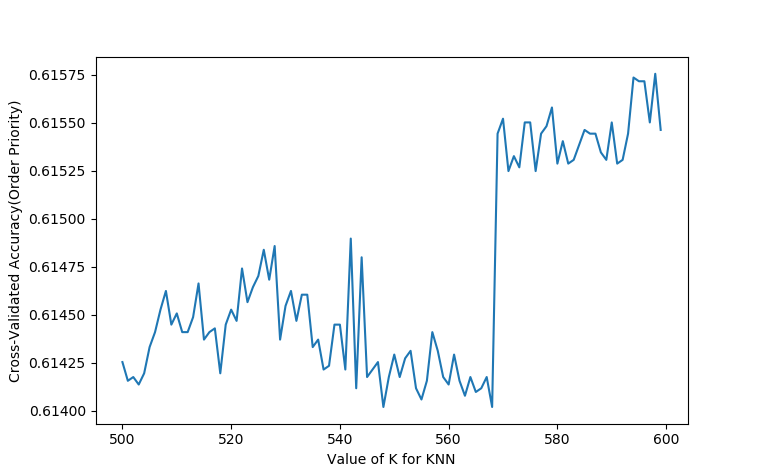 Cross-Validated Accuracy(Order Priority)
0.61575
0.61550
0.61525
0.61500
0.61475
0.61450
0.61425
0.61400
500 520 540 560 580 600
Value of K for KNN